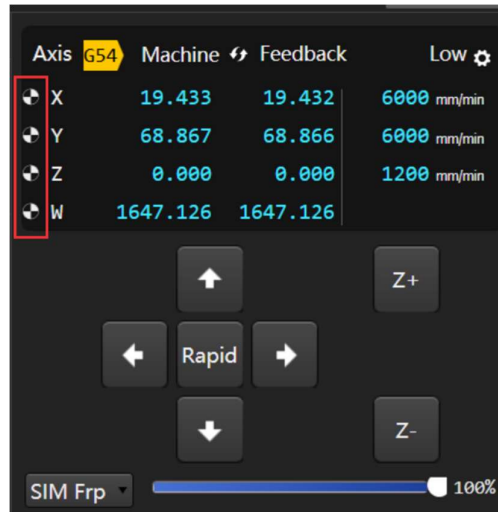 Axis G54 Machine Feedback Low
X 19.433 19.432 6000 mm/min
Y 68.867 68.866 6000 mm/min
Z 0.000 0.000 1200 mm/min
W 1647.126 1647.126
Z+
Rapid
Z-
SIM Frp 100%